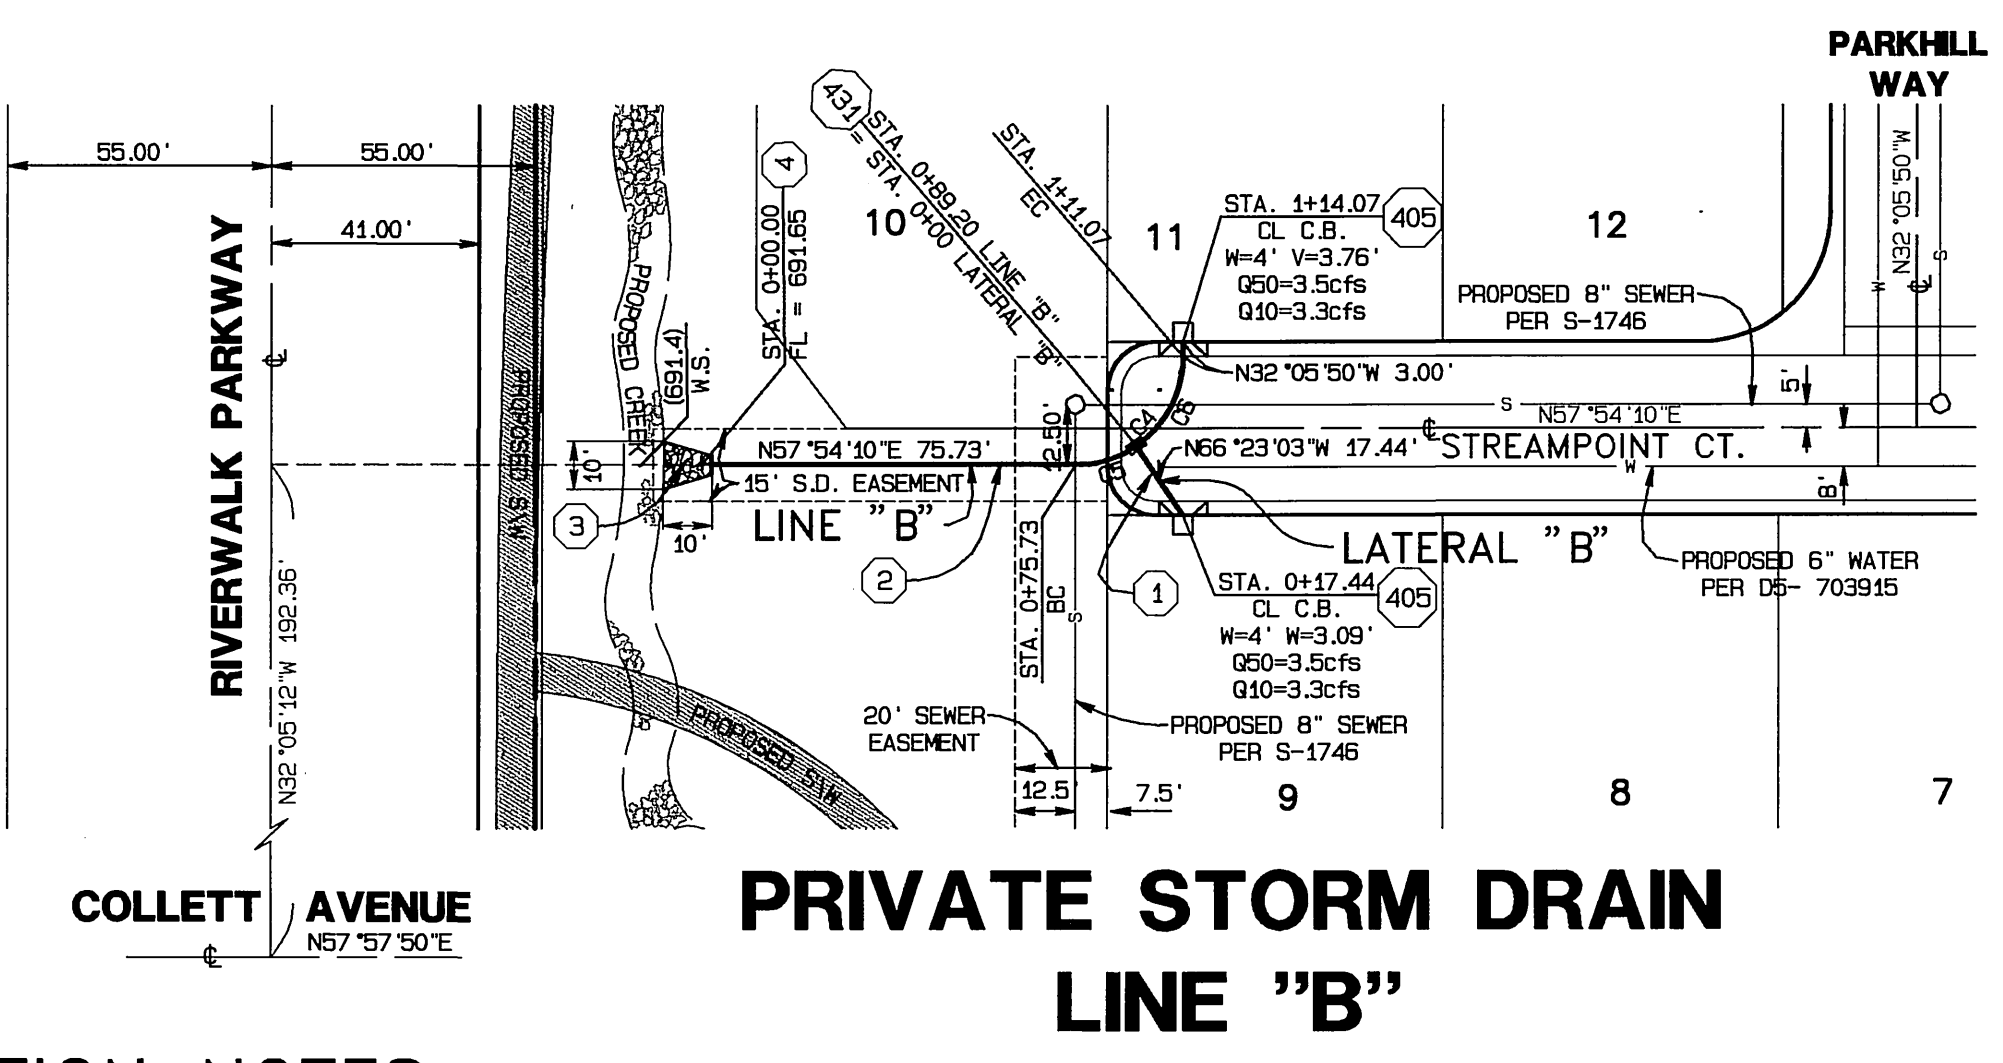 PARKHILL
WAY
55.00'
55.00'
41.00'
RIVERWALK PARKWAY
N32°05'12"W 192.36'
COLLETT AVENUE
N57°57'50"E
PROPOSED S/W
PROPOSED CREEK
(691.4)
W.S.
10'
10'
3
4
STA. 0+00.00
FL = 691.65
10
431
STA. 0+89.20 LINE "B"
= STA. 0+00 LATERAL "B"
STA. 1+11.07
EC
11
STA. 1+14.07
405
CL C.B.
W=4' V=3.76'
Q50=3.5cfs
Q10=3.3cfs
12
PROPOSED 8" SEWER
PER S-1746
N32°05'50"W
S
W
N32°05'50"W 3.00'
5'
S
N57°54'10"E
STREAMPOINT CT.
W
8'
12.50'
C4
C6
C5
N57°54'10"E 75.73'
N66°23'03"W 17.44'
15' S.D. EASEMENT
LINE "B"
2
STA. 0+75.73
BC
S
1
LATERAL "B"
PROPOSED 6" WATER
PER D5- 703915
STA. 0+17.44
405
CL C.B.
W=4' W=3.09'
Q50=3.5cfs
Q10=3.3cfs
20' SEWER
EASEMENT
PROPOSED 8" SEWER
PER S-1746
12.5'
7.5'
9
8
7
PROPOSED S\W
PRIVATE STORM DRAIN
LINE "B"